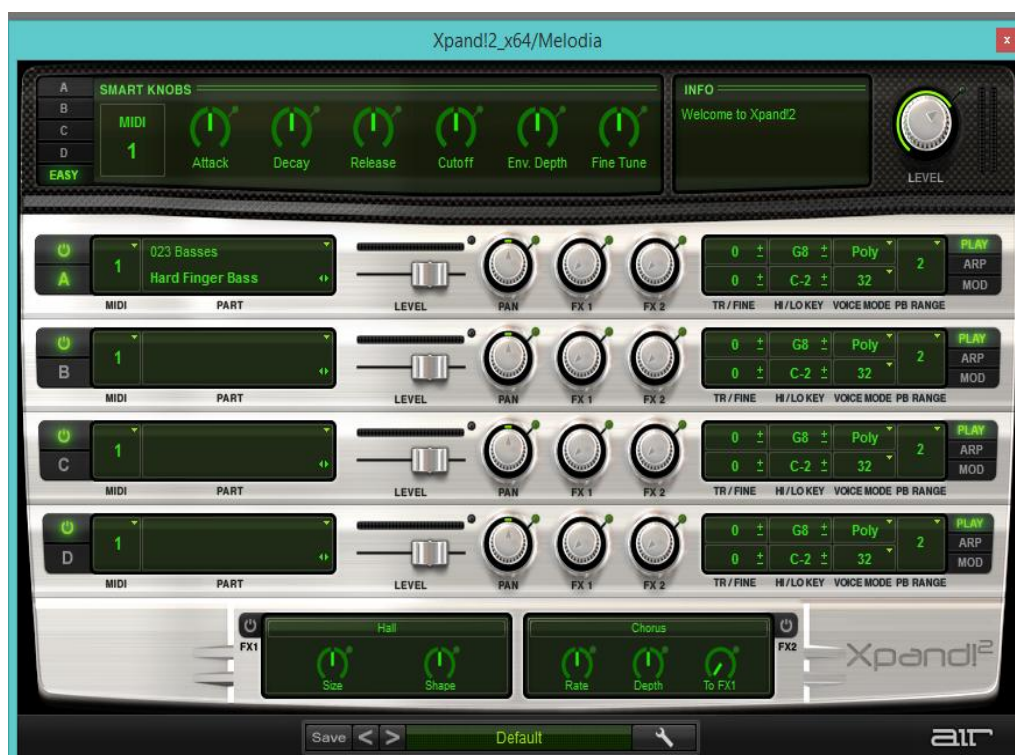 Xpand!2_x64/Melodia
x
A
B
C
D
EASY
SMART KNOBS
MIDI
1
Attack
Decay
Release
Cutoff
Env. Depth
Fine Tune
INFO
Welcome to Xpand!2
LEVEL
A
1
023 Basses
Hard Finger Bass
0 ± G8 ± Poly
0 ± C-2 ± 32
2
PLAY
ARP
MOD
MIDI PART LEVEL PAN FX 1 FX 2 TR / FINE HI / LO KEY VOICE MODE PB RANGE
B
1
0 ± G8 ± Poly
0 ± C-2 ± 32
2
PLAY
ARP
MOD
MIDI PART LEVEL PAN FX 1 FX 2 TR / FINE HI / LO KEY VOICE MODE PB RANGE
C
1
0 ± G8 ± Poly
0 ± C-2 ± 32
2
PLAY
ARP
MOD
MIDI PART LEVEL PAN FX 1 FX 2 TR / FINE HI / LO KEY VOICE MODE PB RANGE
D
1
0 ± G8 ± Poly
0 ± C-2 ± 32
2
PLAY
ARP
MOD
MIDI PART LEVEL PAN FX 1 FX 2 TR / FINE HI / LO KEY VOICE MODE PB RANGE
FX1
Hall
Size
Shape
Chorus
Rate
Depth
To FX1
FX2
Xpand!2
Save < > Default
air